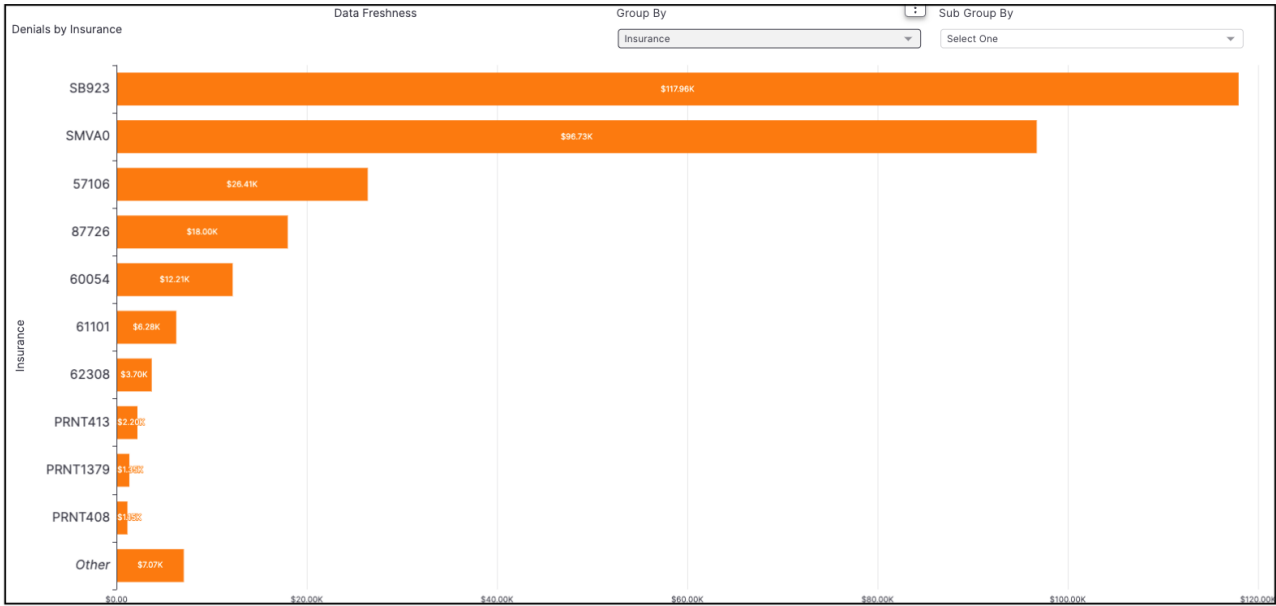 Data Freshness
Group By
Sub Group By
Denials by Insurance
Insurance
Select One
SB923
$117.96K
SMVA0
$96.73K
57106
$26.41K
87726
$18.00K
60054
$12.21K
61101
$6.28K
Insurance
62308
$3.70K
PRNT413
$2.20K
PRNT1379
PRNT408
Other
$7.07K
$0.00
$20.00K
$40.00K
$60.00K
$80.00K
$100.00K
$120.00K